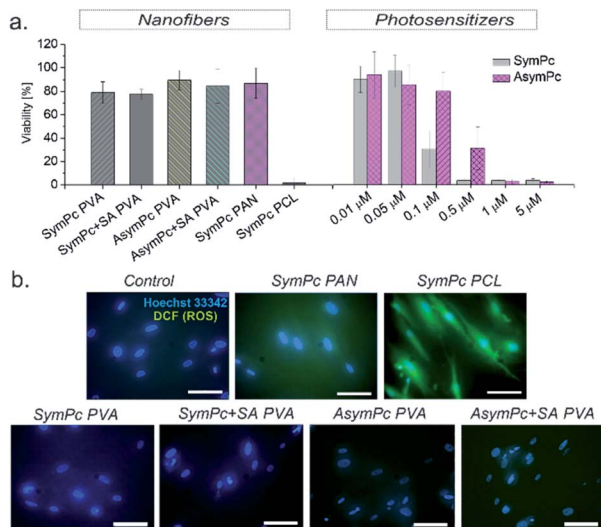 a.
Nanofibers
Photosensitizers
Viability [%]
120
100
80
60
40
20
0
SymPc
AsymPc
SymPc PVA
SymPc+SA PVA
AsymPc PVA
AsymPc+SA PVA
SymPc PAN
SymPc PCL
0.01 µM
0.05 µM
0.1 µM
0.5 µM
1 µM
5 µM
b.
Control
SymPc PAN
SymPc PCL
Hoechst 33342
DCF (ROS)
SymPc PVA
SymPc+SA PVA
AsymPc PVA
AsymPc+SA PVA